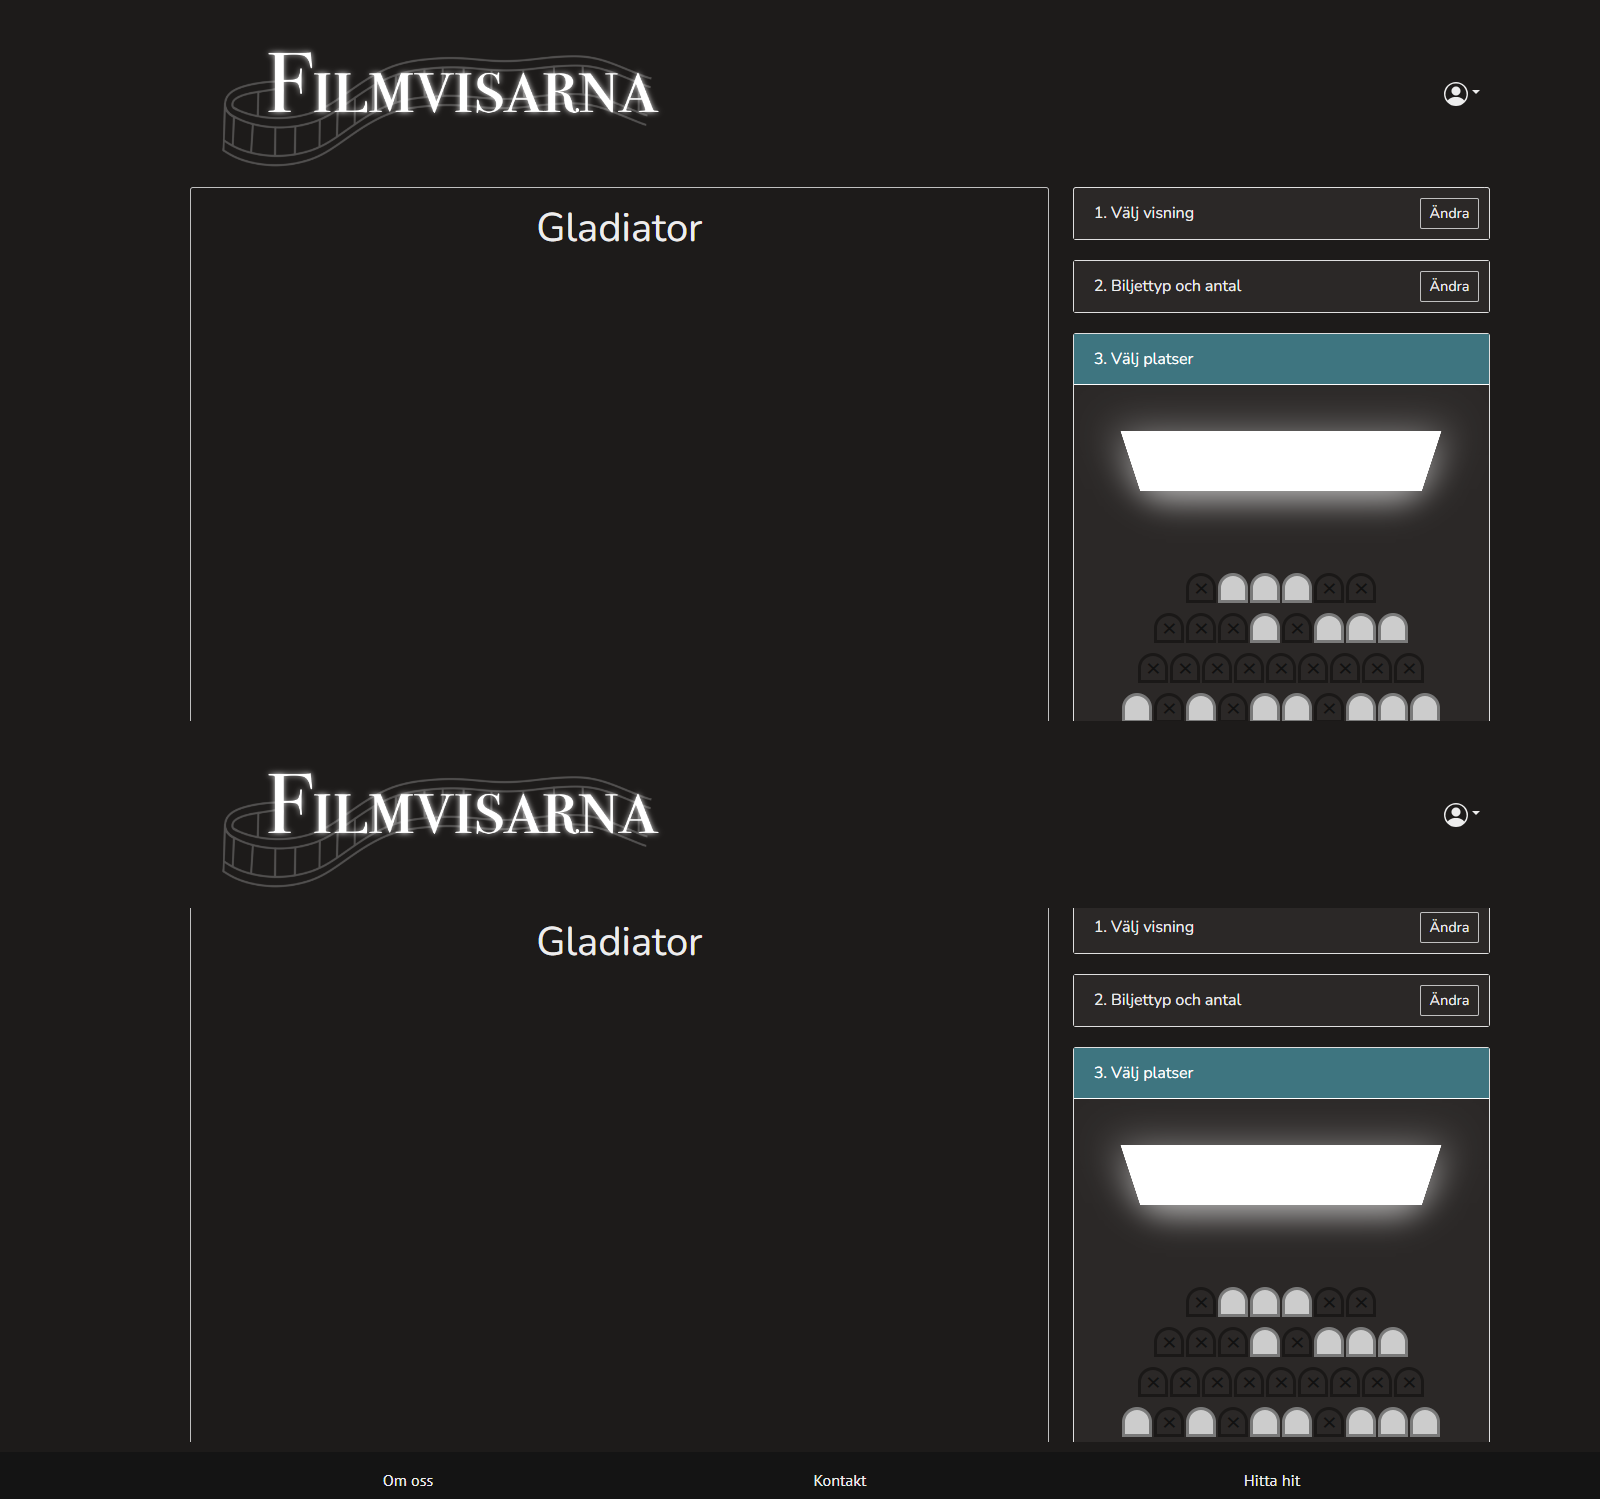 FILMVISARNA
Gladiator
1. Välj visning
Ändra
2. Biljettyp och antal
Ändra
3. Välj platser
FILMVISARNA
Gladiator
1. Välj visning
Ändra
2. Biljettyp och antal
Ändra
3. Välj platser
Om oss
Kontakt
Hitta hit